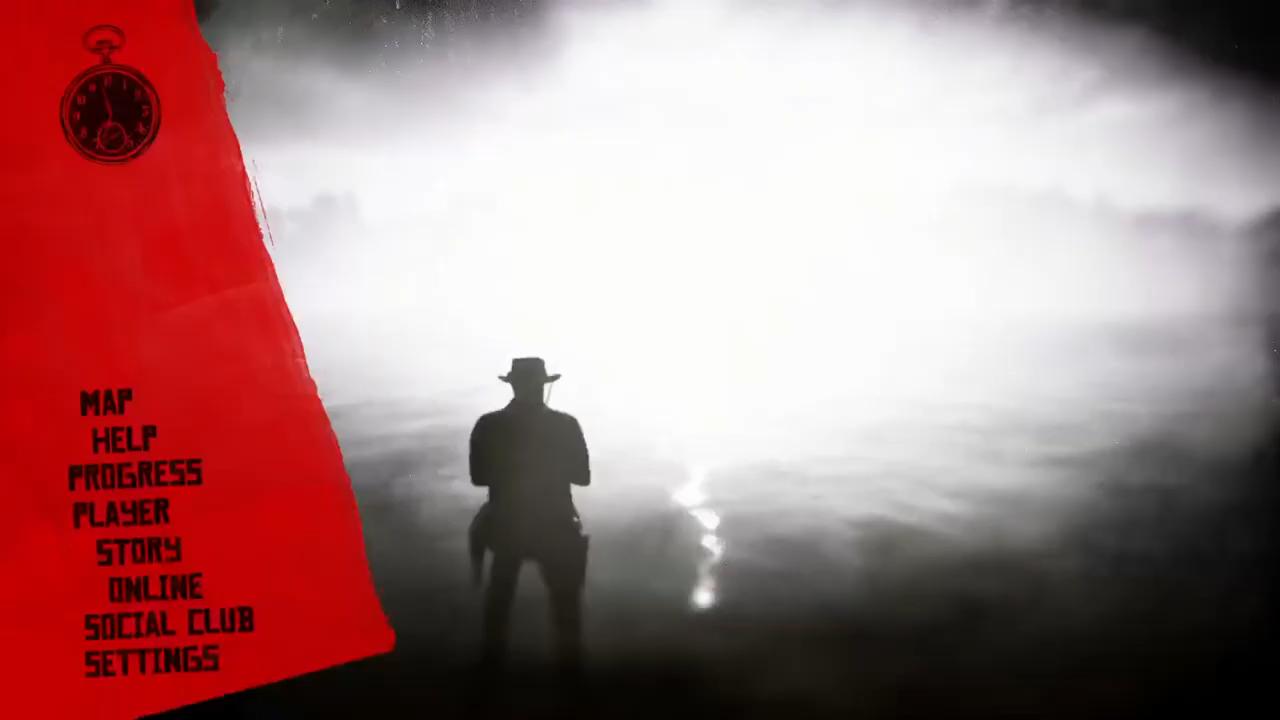 MAP
HELP
PROGRESS
PLAYER
STORY
ONLINE
SOCIAL CLUB
SETTINGS